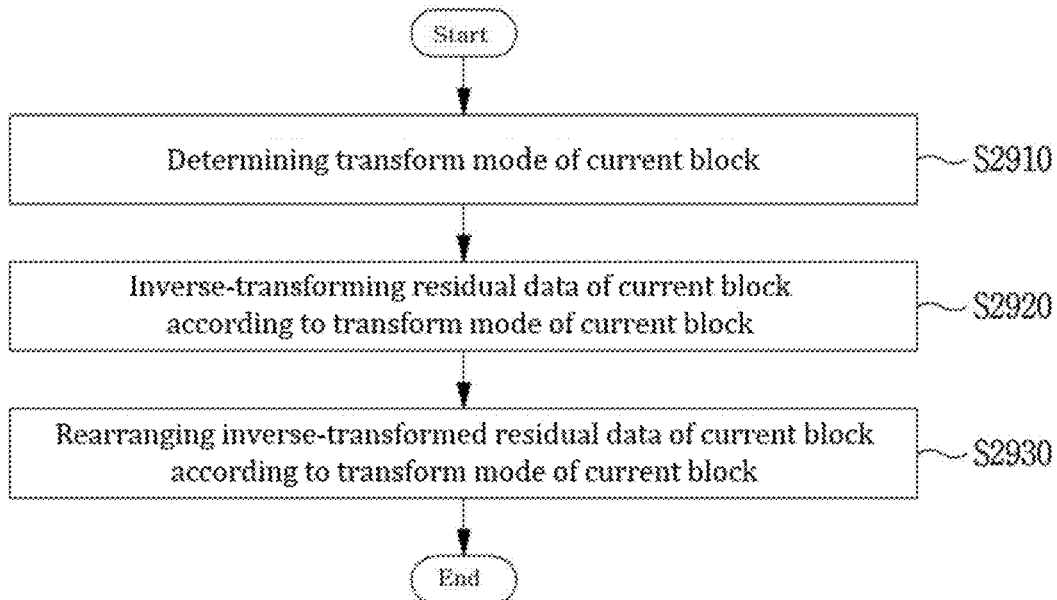 Start
Determining transform mode of current block
S2910
Inverse-transforming residual data of current block
according to transform mode of current block
S2920
Rearranging inverse-transformed residual data of current block
according to transform mode of current block
S2930
End